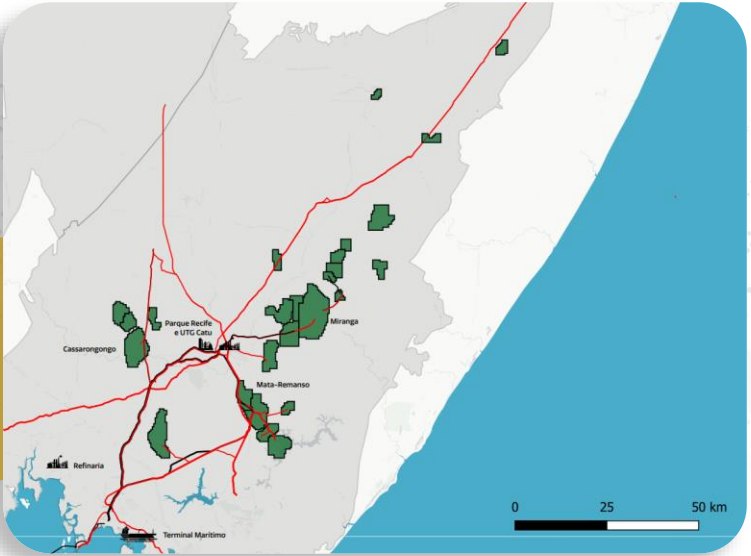 Parque Recife
e UTG Catu
Miranga
Cassarongongo
Mata-Remanso
Refinaria
0 25 50 km
Terminal Marítimo